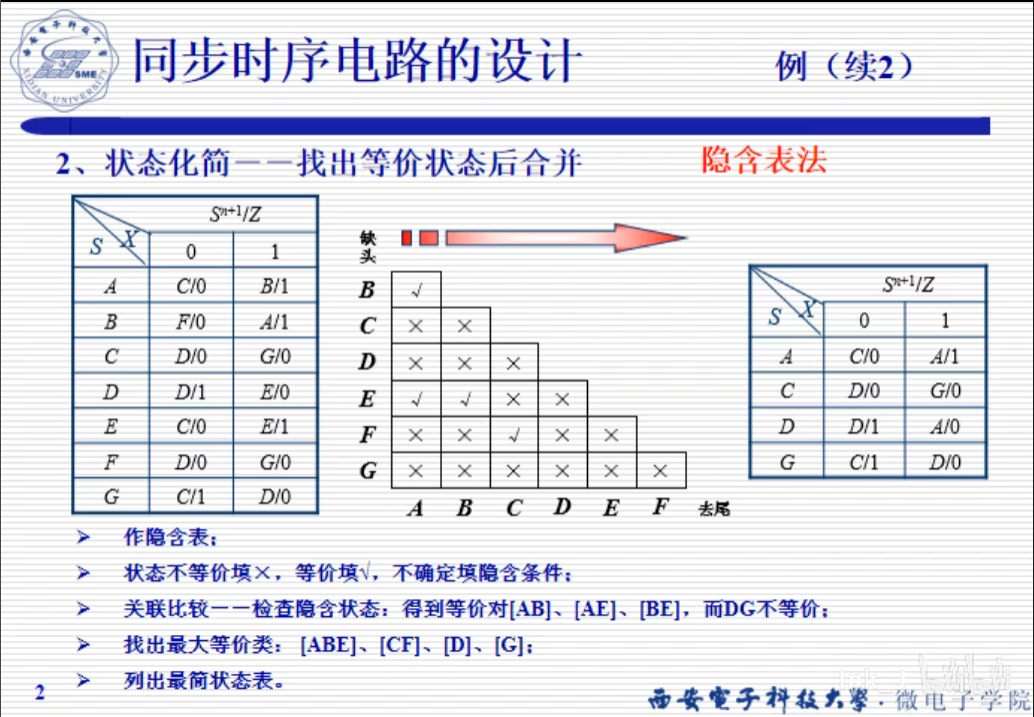 同步时序电路的设计 例（续2）
2、状态化简——找出等价状态后合并 隐含表法
Sⁿ⁺¹/Z
S X 0 1
A C/0 B/1
B F/0 A/1
C D/0 G/0
D D/1 E/0
E C/0 E/1
F D/0 G/0
G C/1 D/0
缺头
B √
C × ×
D × × ×
E √ √ × ×
F × × √ × ×
G × × × × × ×
A B C D E F 去尾
Sⁿ⁺¹/Z
S X 0 1
A C/0 A/1
C D/0 G/0
D D/1 A/0
G C/1 D/0
➢ 作隐含表；
➢ 状态不等价填×，等价填√，不确定填隐含条件；
➢ 关联比较——检查隐含状态：得到等价对[AB]、[AE]、[BE]，而DG不等价；
➢ 找出最大等价类： [ABE]、[CF]、[D]、[G]；
➢ 列出最简状态表。
2
西安电子科技大学·微电子学院
SME
XIDIAN UNIVERSITY